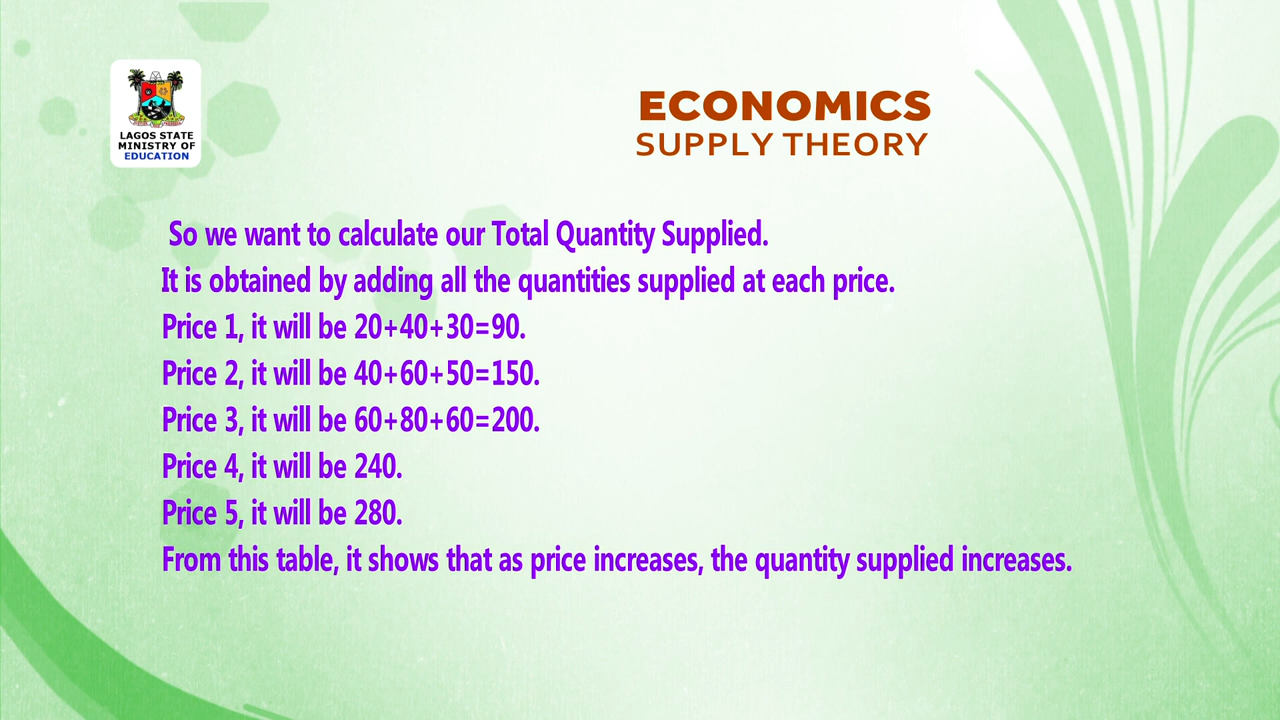 LAGOS STATE
MINISTRY OF
EDUCATION
ECONOMICS
SUPPLY THEORY
So we want to calculate our Total Quantity Supplied.
It is obtained by adding all the quantities supplied at each price.
Price 1, it will be 20+40+30=90.
Price 2, it will be 40+60+50=150.
Price 3, it will be 60+80+60=200.
Price 4, it will be 240.
Price 5, it will be 280.
From this table, it shows that as price increases, the quantity supplied increases.